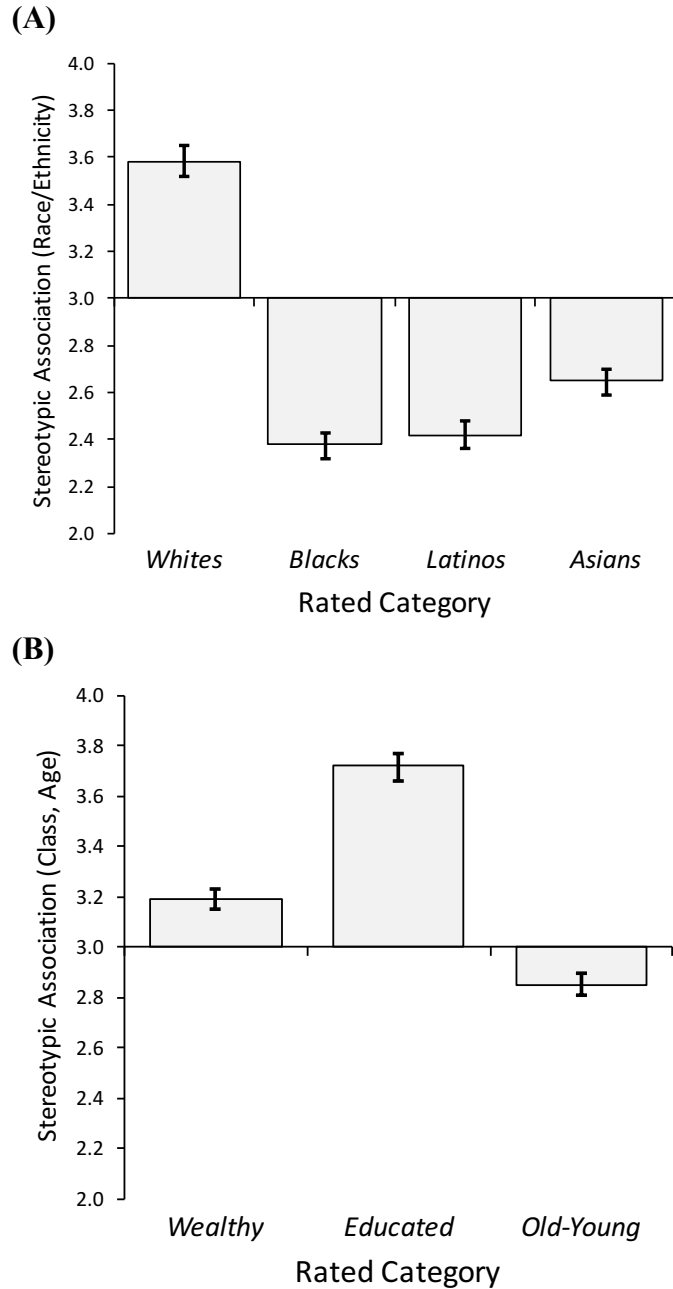 (A)
Stereotypic Association (Race/Ethnicity)
4.0
3.8
3.6
3.4
3.2
3.0
2.8
2.6
2.4
2.2
2.0
Whites Blacks Latinos Asians
Rated Category
(B)
Stereotypic Association (Class, Age)
4.0
3.8
3.6
3.4
3.2
3.0
2.8
2.6
2.4
2.2
2.0
Wealthy Educated Old-Young
Rated Category